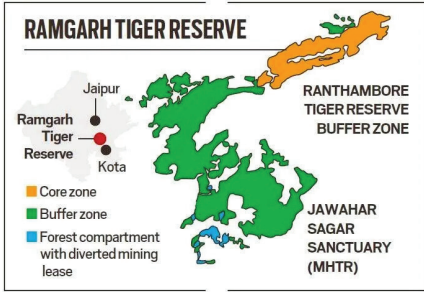 RAMGARH TIGER RESERVE
Jaipur
Ramgarh
Tiger
Reserve
Kota
RANTHAMBORE
TIGER RESERVE
BUFFER ZONE
Core zone
Buffer zone
Forest compartment
with diverted mining
lease
JAWAHAR
SAGAR
SANCTUARY
(MHTR)